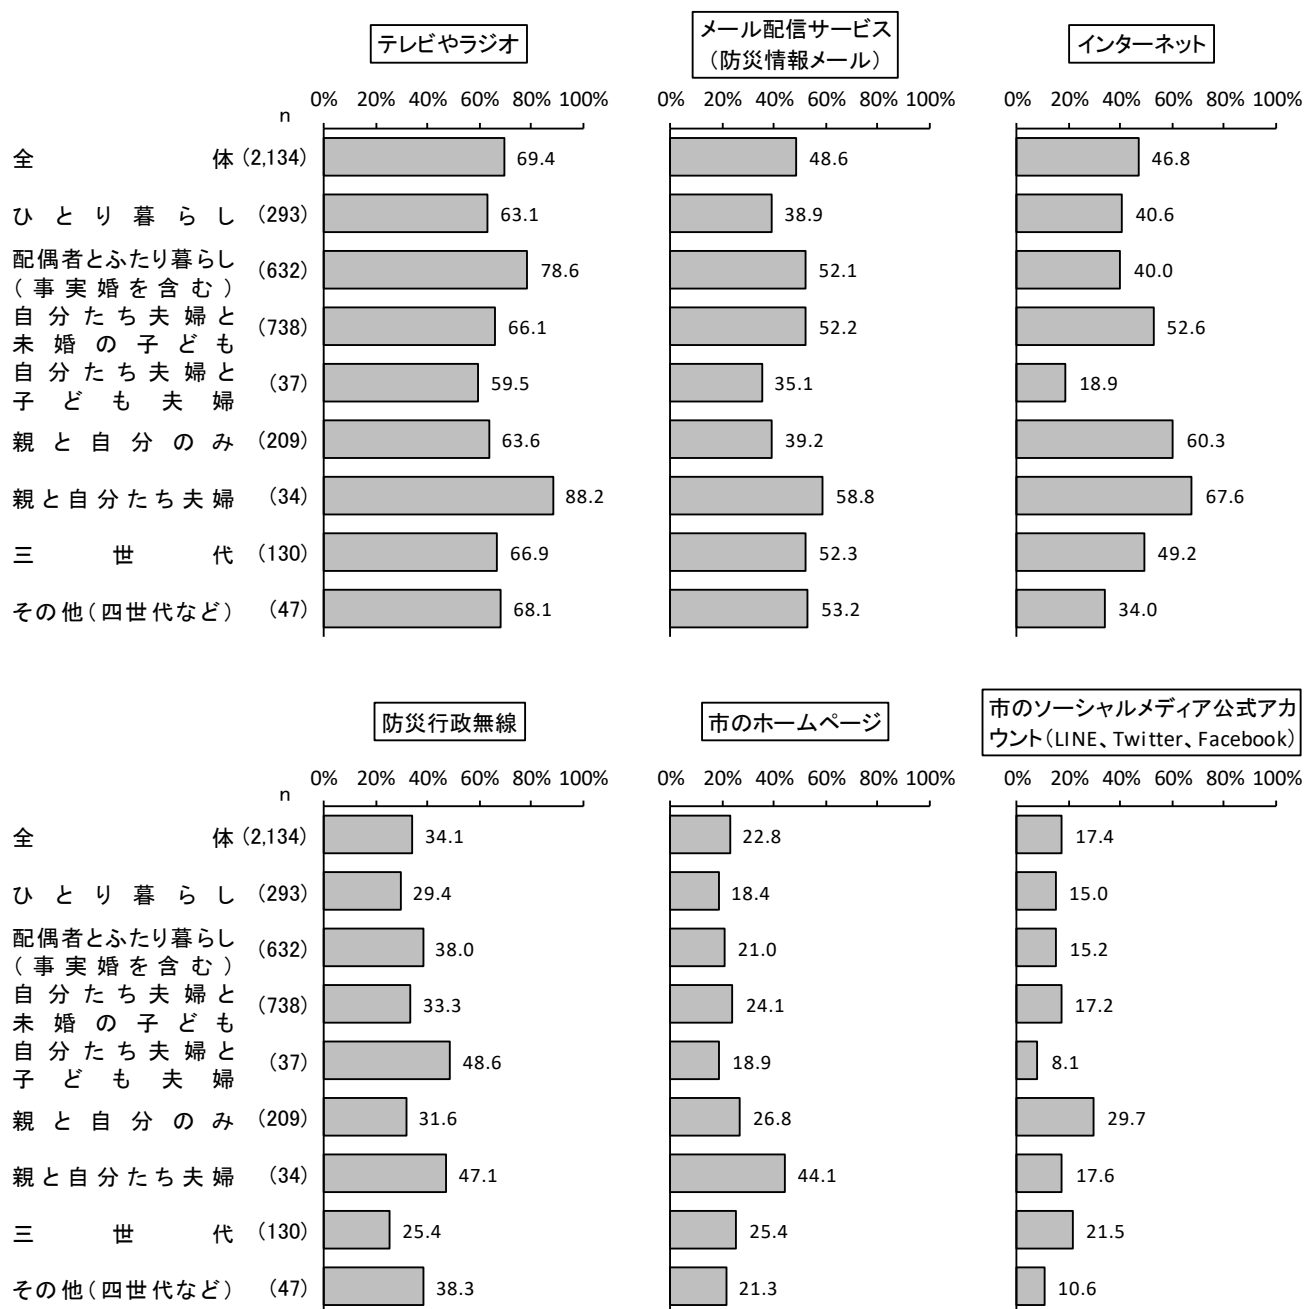 テレビやラジオ
メール配信サービス
（防災情報メール）
インターネット
0% 20% 40% 60% 80% 100% 0% 20% 40% 60% 80% 100% 0% 20% 40% 60% 80% 100%
n
全体 (2,134) 69.4 48.6 46.8
ひとり暮らし (293) 63.1 38.9 40.6
配偶者とふたり暮らし
（事実婚を含む） (632) 78.6 52.1 40.0
自分たち夫婦と
未婚の子ども (738) 66.1 52.2 52.6
自分たち夫婦と
子ども夫婦 (37) 59.5 35.1 18.9
親と自分のみ (209) 63.6 39.2 60.3
親と自分たち夫婦 (34) 88.2 58.8 67.6
三世代 (130) 66.9 52.3 49.2
その他（四世代など） (47) 68.1 53.2 34.0
防災行政無線
市のホームページ
市のソーシャルメディア公式アカ
ウント（LINE、Twitter、Facebook）
0% 20% 40% 60% 80% 100% 0% 20% 40% 60% 80% 100% 0% 20% 40% 60% 80% 100%
n
全体 (2,134) 34.1 22.8 17.4
ひとり暮らし (293) 29.4 18.4 15.0
配偶者とふたり暮らし
（事実婚を含む） (632) 38.0 21.0 15.2
自分たち夫婦と
未婚の子ども (738) 33.3 24.1 17.2
自分たち夫婦と
子ども夫婦 (37) 48.6 18.9 8.1
親と自分のみ (209) 31.6 26.8 29.7
親と自分たち夫婦 (34) 47.1 44.1 17.6
三世代 (130) 25.4 25.4 21.5
その他（四世代など） (47) 38.3 21.3 10.6